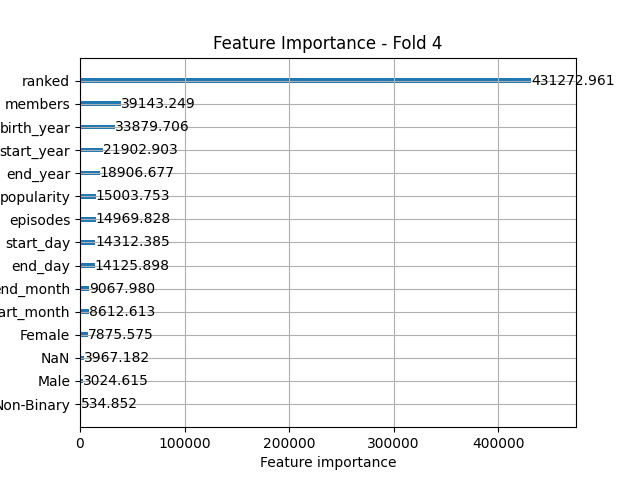 Feature Importance - Fold 4
ranked 431272.961
members 39143.249
birth_year 33879.706
start_year 21902.903
end_year 18906.677
popularity 15003.753
episodes 14969.828
start_day 14312.385
end_day 14125.898
end_month 9067.980
art_month 8612.613
Female 7875.575
NaN 3967.182
Male 3024.615
Non-Binary 534.852
0 100000 200000 300000 400000
Feature importance